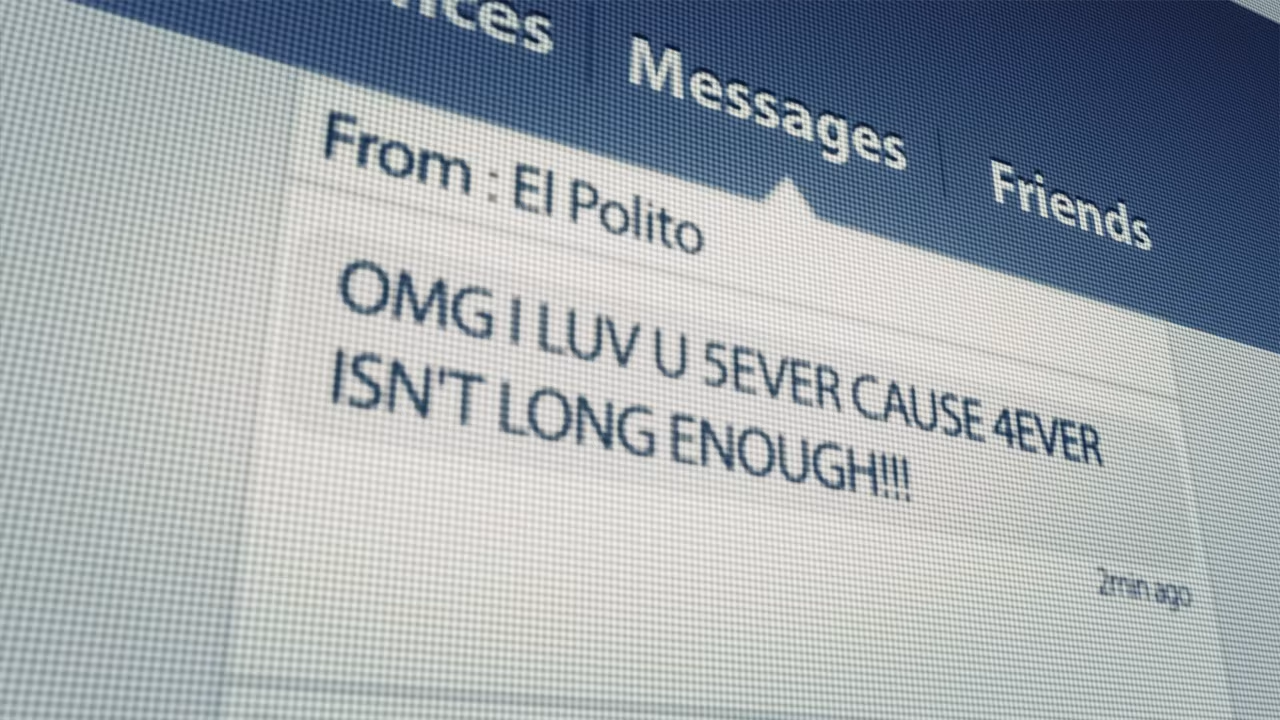 Messages
Friends
From : El Polito
OMG I LUV U 5EVER CAUSE 4EVER
ISN'T LONG ENOUGH!!!
2min ago